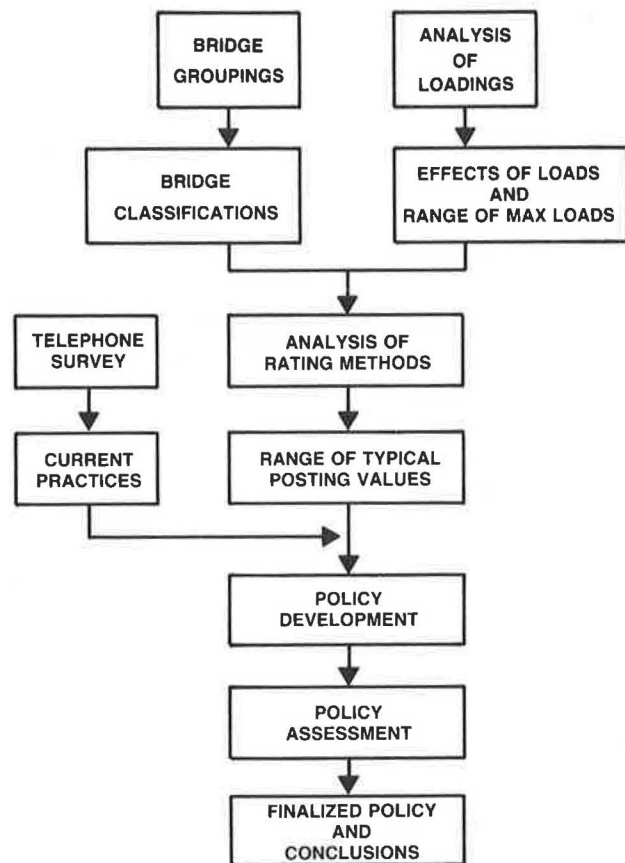 BRIDGE
GROUPINGS
ANALYSIS
OF
LOADINGS
BRIDGE
CLASSIFICATIONS
EFFECTS OF LOADS
AND
RANGE OF MAX LOADS
TELEPHONE
SURVEY
ANALYSIS OF
RATING METHODS
CURRENT
PRACTICES
RANGE OF TYPICAL
POSTING VALUES
POLICY
DEVELOPMENT
POLICY
ASSESSMENT
FINALIZED POLICY
AND
CONCLUSIONS